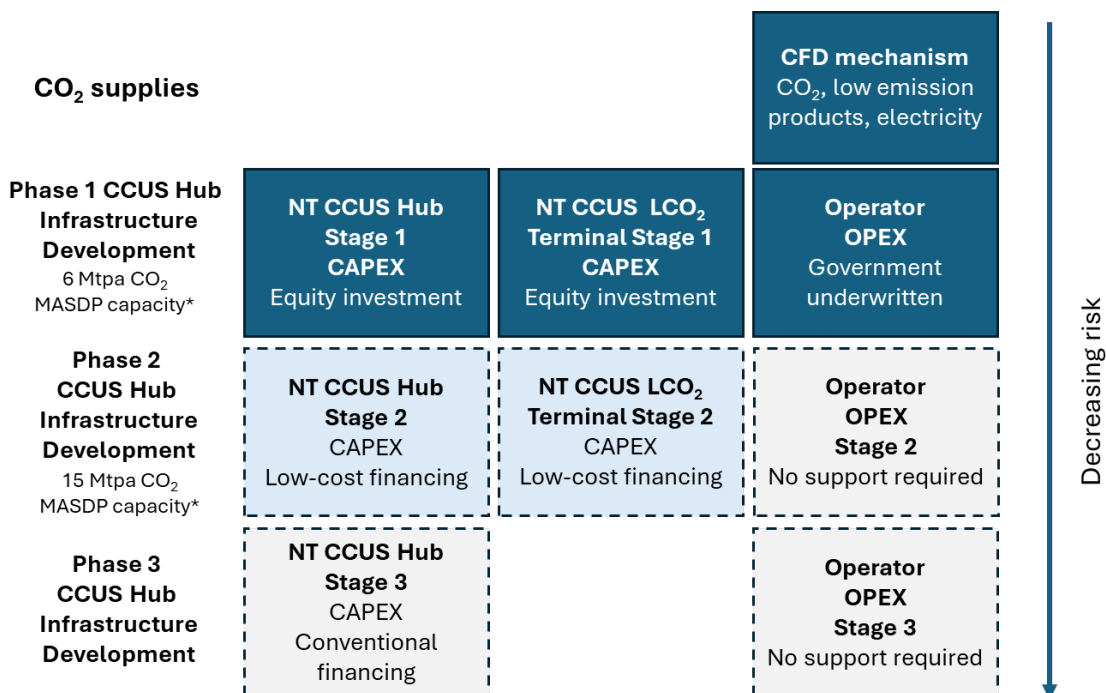 CO₂ supplies
CFD mechanism
CO₂, low emission
products, electricity
Phase 1 CCUS Hub
Infrastructure
Development
6 Mtpa CO₂
MASDP capacity*
NT CCUS Hub
Stage 1
CAPEX
Equity investment
NT CCUS LCO₂
Terminal Stage 1
CAPEX
Equity investment
Operator
OPEX
Government
underwritten
Phase 2
CCUS Hub
Infrastructure
Development
15 Mtpa CO₂
MASDP capacity*
NT CCUS Hub
Stage 2
CAPEX
Low-cost financing
NT CCUS LCO₂
Terminal Stage 2
CAPEX
Low-cost financing
Operator
OPEX
Stage 2
No support required
Phase 3
CCUS Hub
Infrastructure
Development
NT CCUS Hub
Stage 3
CAPEX
Conventional
financing
Operator
OPEX
Stage 3
No support required
Decreasing risk